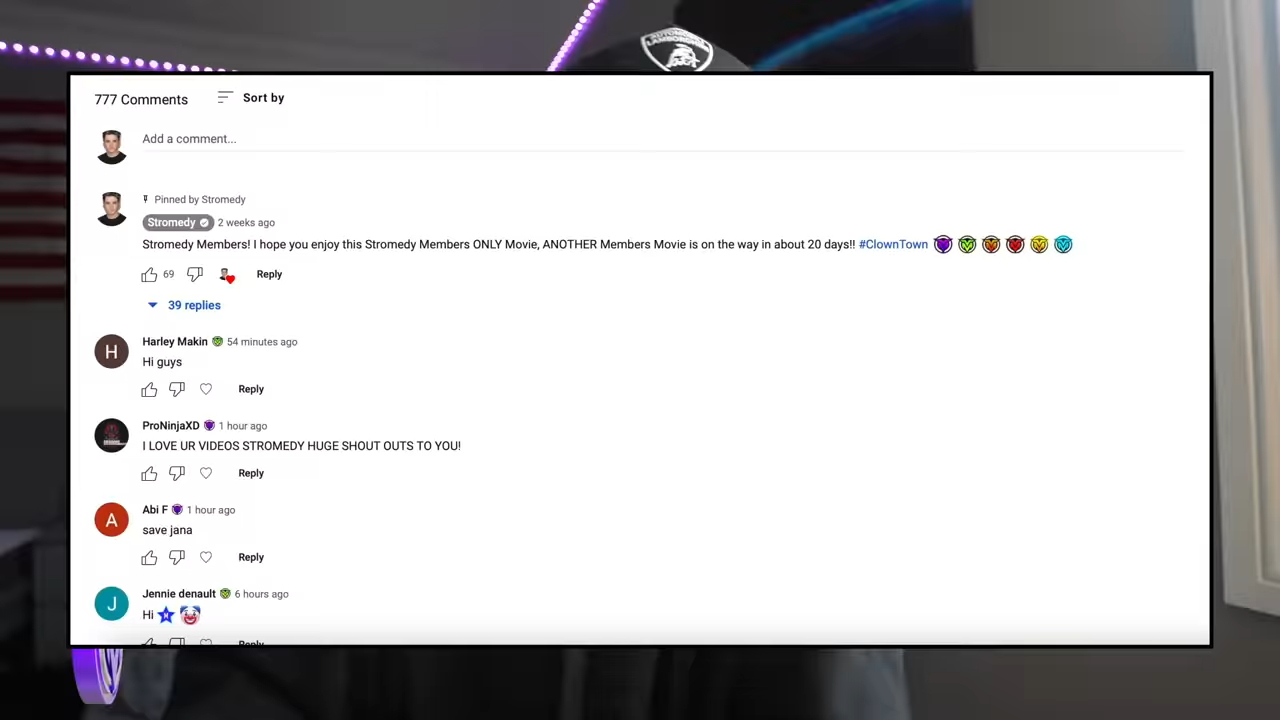 777 Comments
Sort by
Add a comment...
Pinned by Stromedy
Stromedy 2 weeks ago
Stromedy Members! I hope you enjoy this Stromedy Members ONLY Movie, ANOTHER Members Movie is on the way in about 20 days!! #ClownTown
69 Reply
39 replies
H
Harley Makin 54 minutes ago
Hi guys
Reply
ProNinjaXD 1 hour ago
I LOVE UR VIDEOS STROMEDY HUGE SHOUT OUTS TO YOU!
Reply
A
Abi F 1 hour ago
save jana
Reply
J
Jennie denault 6 hours ago
Hi
Reply